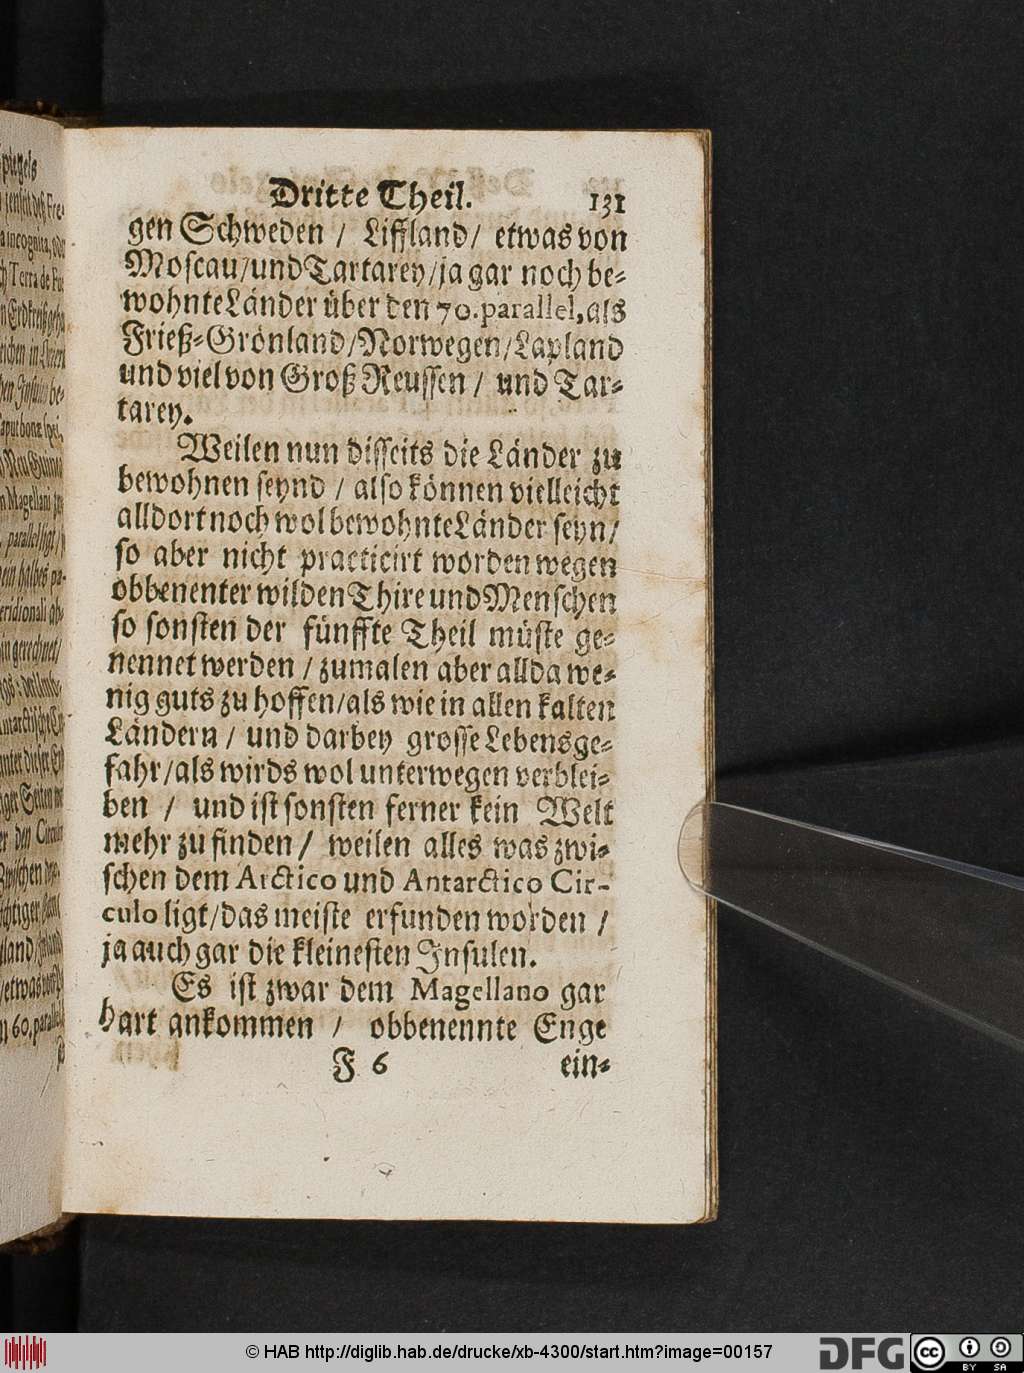 Dritte Theil. 131
gen Schweden / Liffland / etwas von
Moscau / und Tartarey / ja gar noch be-
wohnte Länder über den 70. parallel, als
Frieß-Grönland / Norwegen / Lapland
und viel von Groß Reussen / und Tar-
tarey.
Weilen nun disseits die Länder zu
bewohnen seynd / also können vielleicht
alldort noch wol bewohnte Länder seyn /
so aber nicht practicirt worden wegen
obbenenter wilden Thire und Menschen
so sonsten der fünffte Theil müste ge-
nennet werden / zumalen aber allda we-
nig guts zu hoffen / als wie in allen kalten
Ländern / und darbey grosse Lebensge-
fahr / als wirds wol unterwegen verblei-
ben / und ist sonsten ferner kein Welt
mehr zu finden / weilen alles was zwi-
schen dem Arctico und Antarctico Cir-
culo ligt / das meiste erfunden worden /
ja auch gar die kleinesten Insulen.
Es ist zwar dem Magellano gar
hart ankommen / obbenennte Enge
F 6 ein-
© HAB http://diglib.hab.de/drucke/xb-4300/start.htm?image=00157
DFG
cc BY SA